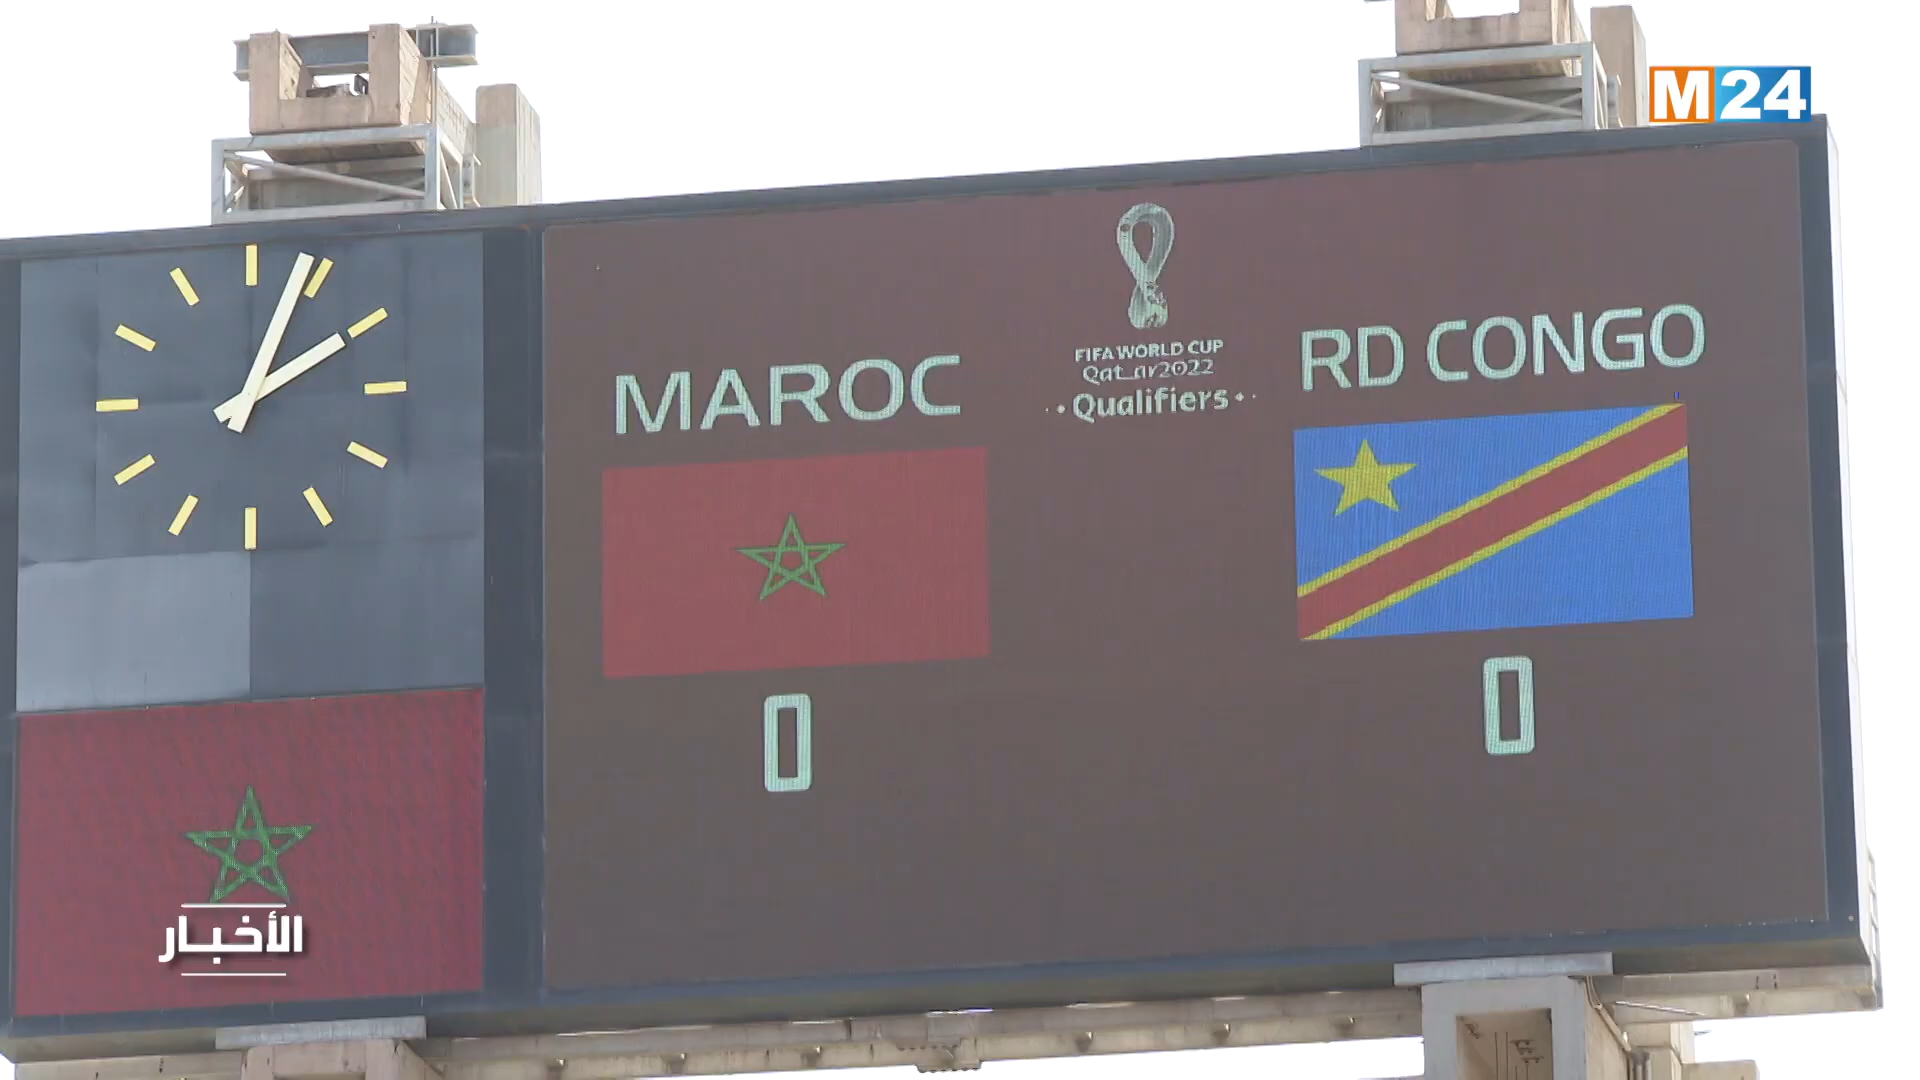 M24
MAROC
FIFA WORLD CUP
Qatar2022
Qualifiers
RD CONGO
0
0
الأخبار